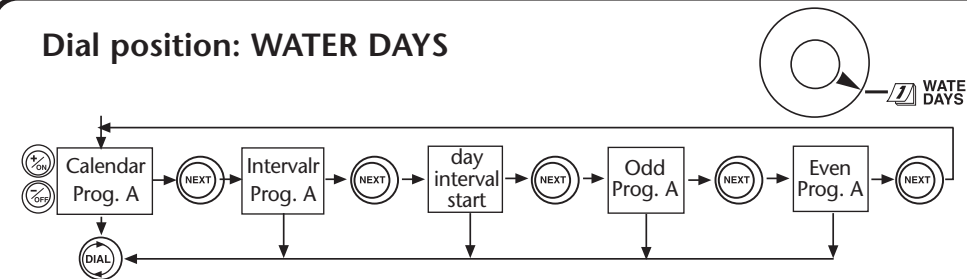 Dial position: WATER DAYS
1 WATE
DAYS
+/ON
Calendar
Prog. A
NEXT
Intervalr
Prog. A
NEXT
day
interval
start
NEXT
Odd
Prog. A
NEXT
Even
Prog. A
NEXT
−/OFF
DIAL